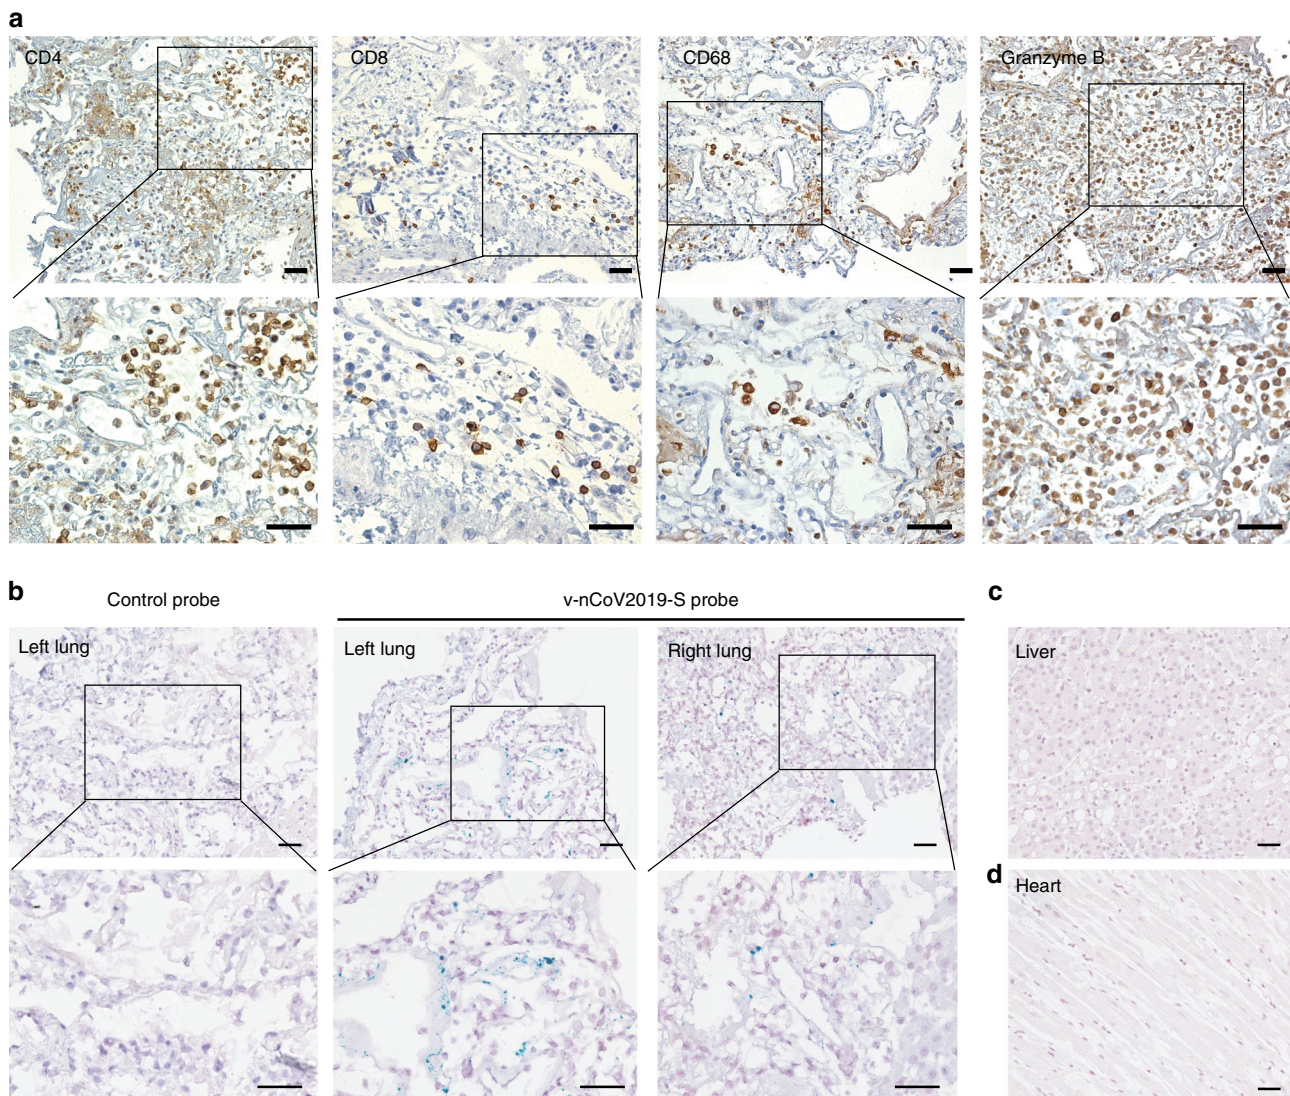 a
CD4
CD8
CD68
Granzyme B
b
Control probe
v-nCoV2019-S probe
c
Left lung
Left lung
Right lung
Liver
d
Heart